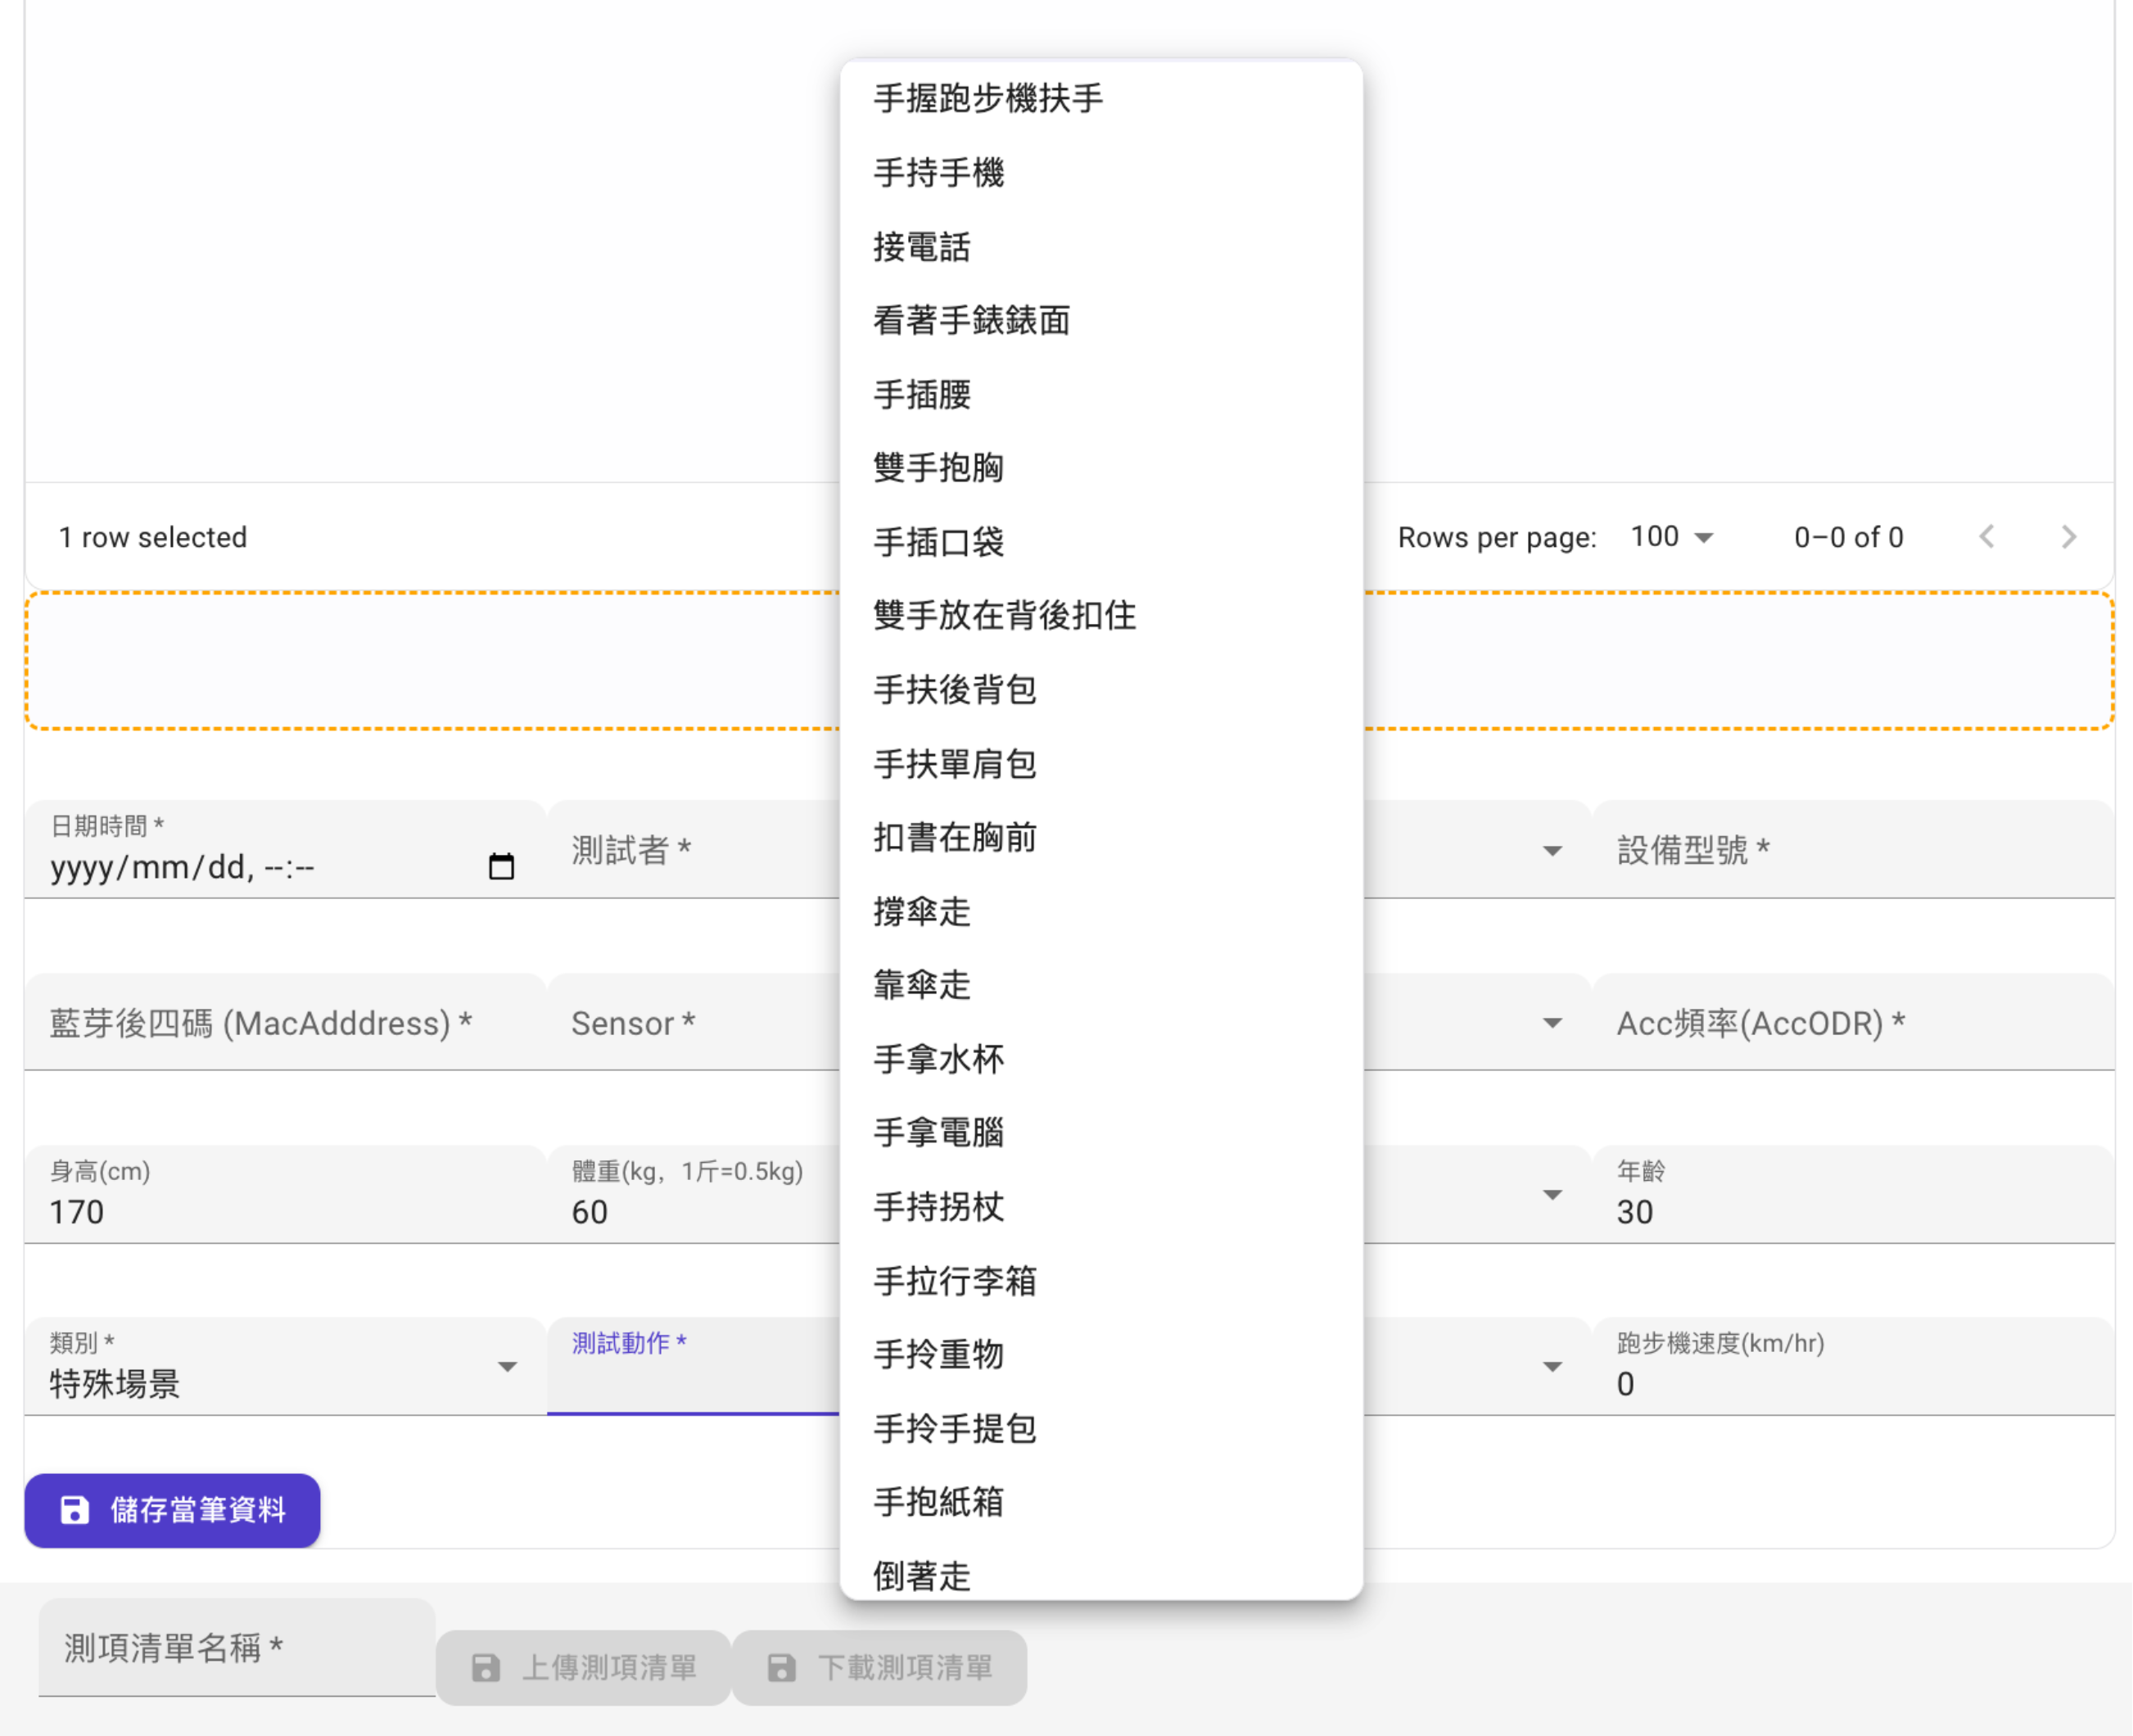 手握跑步機扶手
手持手機
接電話
看著手錶錶面
手插腰
雙手抱胸
手插口袋
雙手放在背後扣住
手扶後背包
手扶單肩包
扣書在胸前
撐傘走
靠傘走
手拿水杯
手拿電腦
手持拐杖
手拉行李箱
手拎重物
手拎手提包
手抱紙箱
倒著走
1 row selected
Rows per page: 100 0–0 of 0
日期時間 *
yyyy/mm/dd, --:--
測試者 *
設備型號 *
藍芽後四碼 (MacAdddress) *
Sensor *
Acc頻率(AccODR) *
身高(cm)
170
體重(kg，1斤=0.5kg)
60
年齡
30
類別 *
特殊場景
測試動作 *
跑步機速度(km/hr)
0
儲存當筆資料
測項清單名稱 *
上傳測項清單
下載測項清單